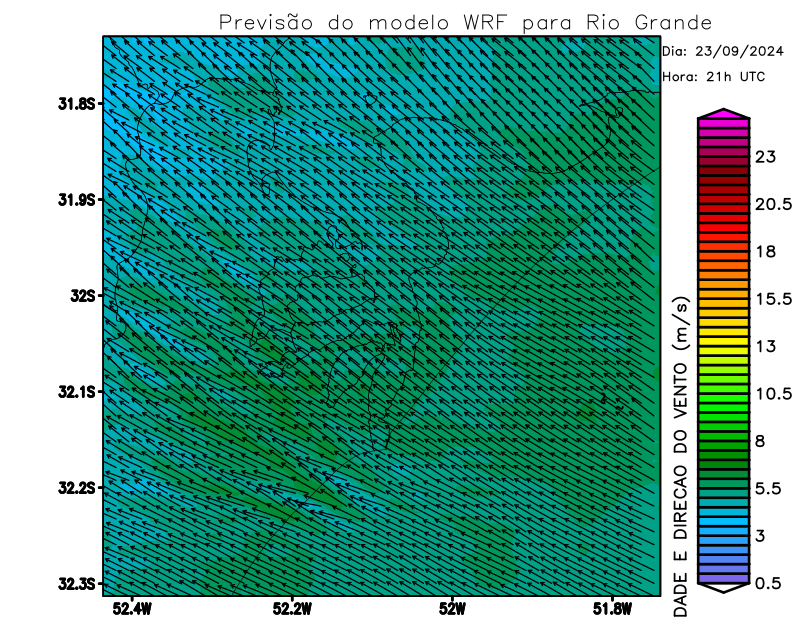 Previsão do modelo WRF para Rio Grande
Dia: 23/09/2024
Hora: 21h UTC
31.8S
31.9S
32S
32.1S
32.2S
32.3S
52.4W
52.2W
52W
51.8W
DADE E DIRECAO DO VENTO (m/s)
23
20.5
18
15.5
13
10.5
8
5.5
3
0.5